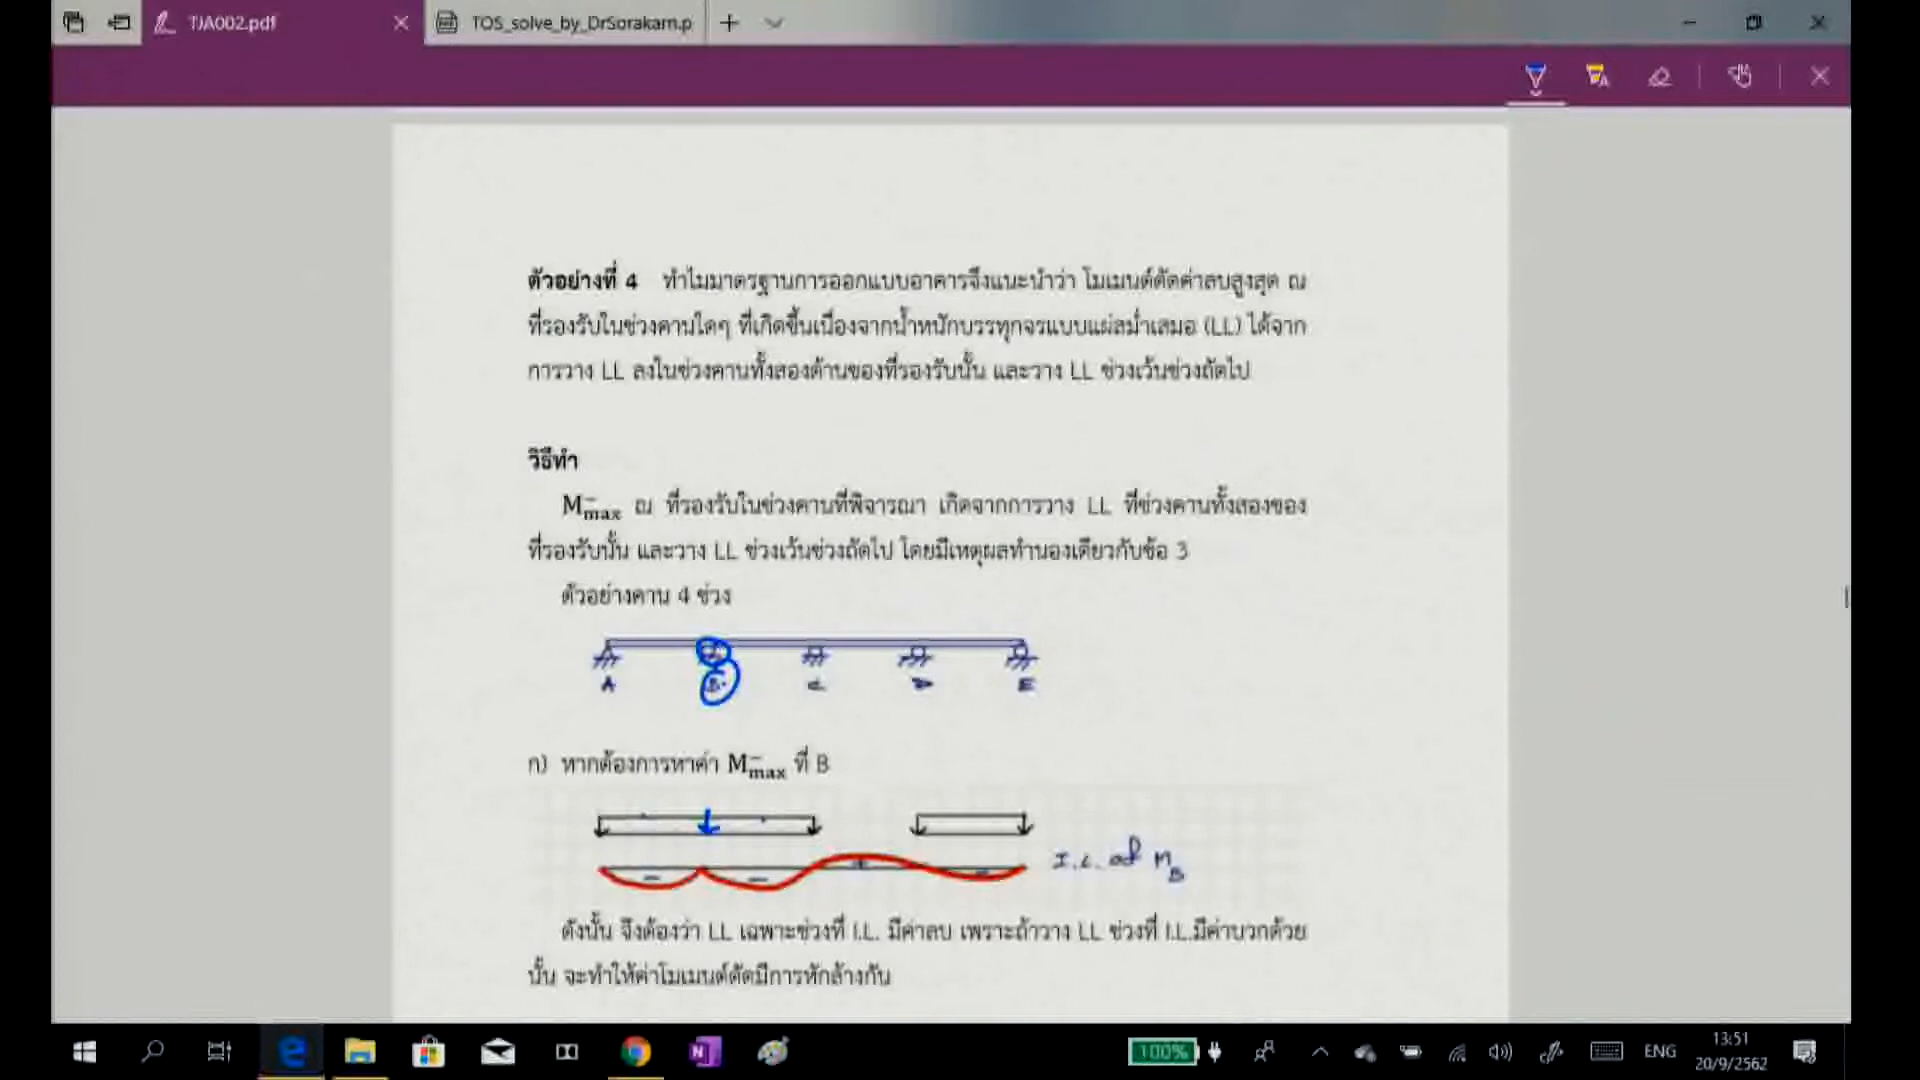 TJA002.pdf
TOS_solve_by_DrSorakarn.p
ตัวอย่างที่ 4 ทำไมมาตรฐานการออกแบบอาคารจึงแนะนำว่า โมเมนต์ดัดค่าลบสูงสุด ณ
ที่รองรับในช่วงคานใดๆ ที่เกิดขึ้นเนื่องจากน้ำหนักบรรทุกจรแบบแผ่สม่ำเสมอ (LL) ได้จาก
การวาง LL ลงในช่วงคานทั้งสองด้านของที่รองรับนั้น และวาง LL ช่วงเว้นช่วงถัดไป
วิธีทำ
M⁻max ณ ที่รองรับในช่วงคานที่พิจารณา เกิดจากการวาง LL ที่ช่วงคานทั้งสองของ
ที่รองรับนั้น และวาง LL ช่วงเว้นช่วงถัดไป โดยมีเหตุผลทำนองเดียวกับข้อ 3
ตัวอย่างคาน 4 ช่วง
A B C D E
ก) หากต้องการหาค่า M⁻max ที่ B
− − + −
I.L. of M_B
ดังนั้น จึงต้องว่า LL เฉพาะช่วงที่ I.L. มีค่าลบ เพราะถ้าวาง LL ช่วงที่ I.L.มีค่าบวกด้วย
นั้น จะทำให้ค่าโมเมนต์ดัดมีการหักล้างกัน
100%
ENG
13:51
20/9/2562